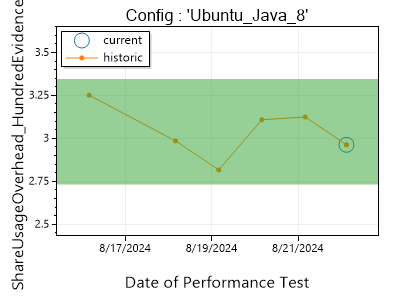 Config : 'Ubuntu_Java_8'
current
historic
ShareUsageOverhead_HundredEvidence
3.5
3.25
3
2.75
2.5
8/17/2024
8/19/2024
8/21/2024
Date of Performance Test